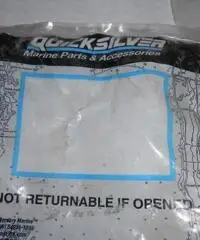 QUICKSILVER
Marine Parts & Accessories
NOT RETURNABLE IF OPENED